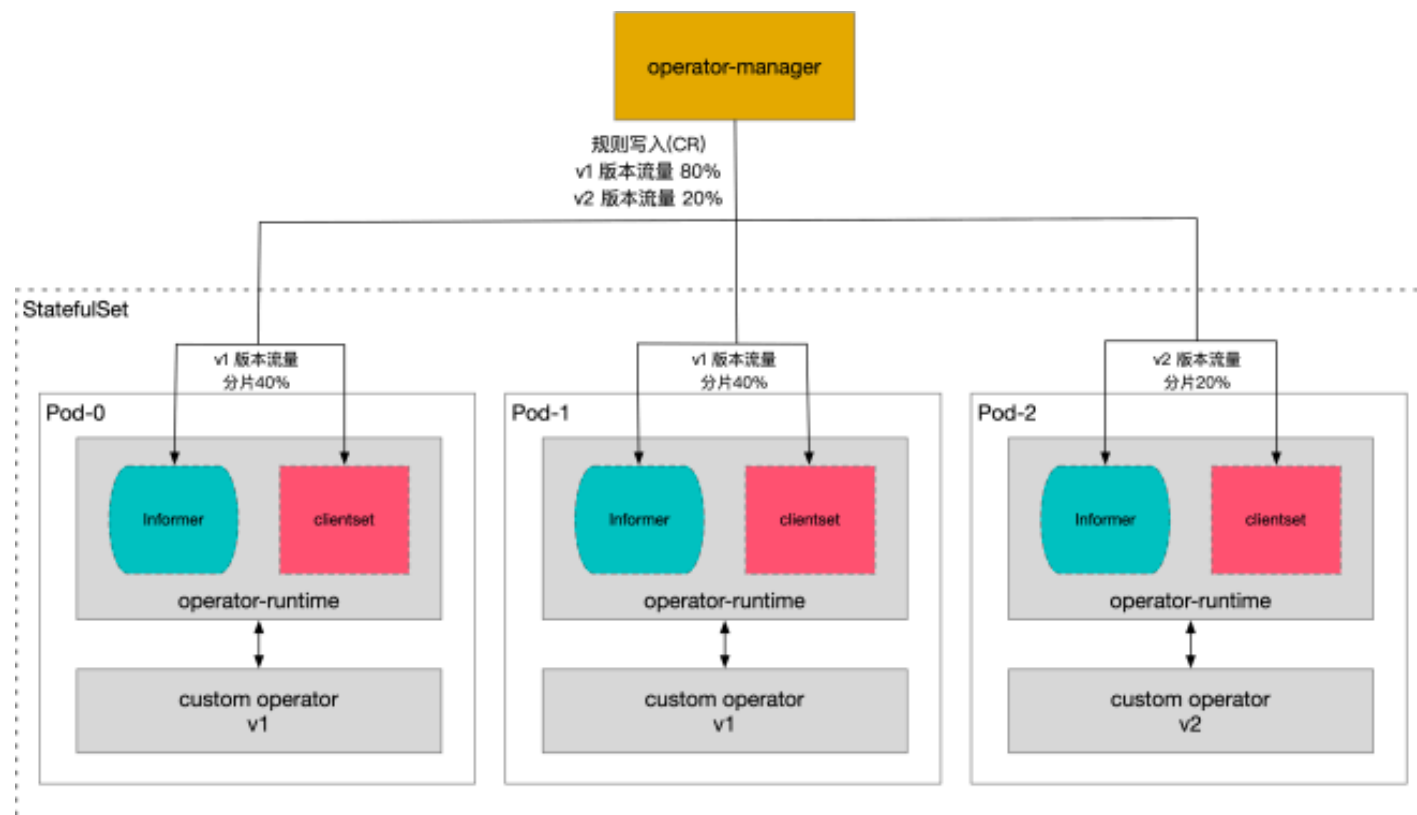 operator-manager
规则写入(CR)
v1 版本流量 80%
v2 版本流量 20%
StatefulSet
v1 版本流量
分片40%
v1 版本流量
分片40%
v2 版本流量
分片20%
Pod-0
Informer
clientset
operator-runtime
custom operator
v1
Pod-1
Informer
clientset
operator-runtime
custom operator
v1
Pod-2
Informer
clientset
operator-runtime
custom operator
v2